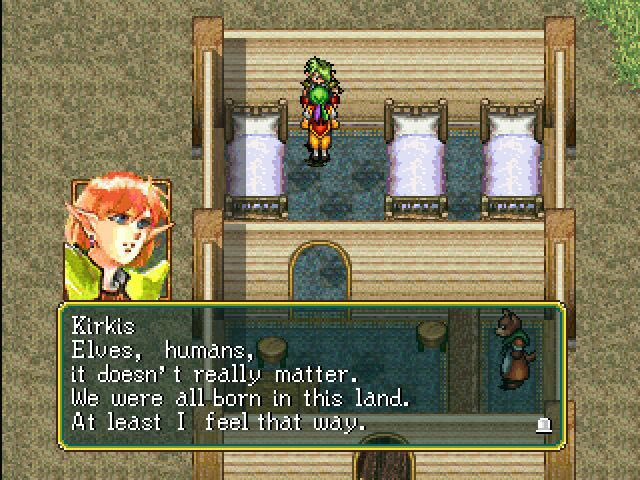 Kirkis
Elves, humans,
it doesn't really matter.
We were all born in this land.
At least I feel that way.